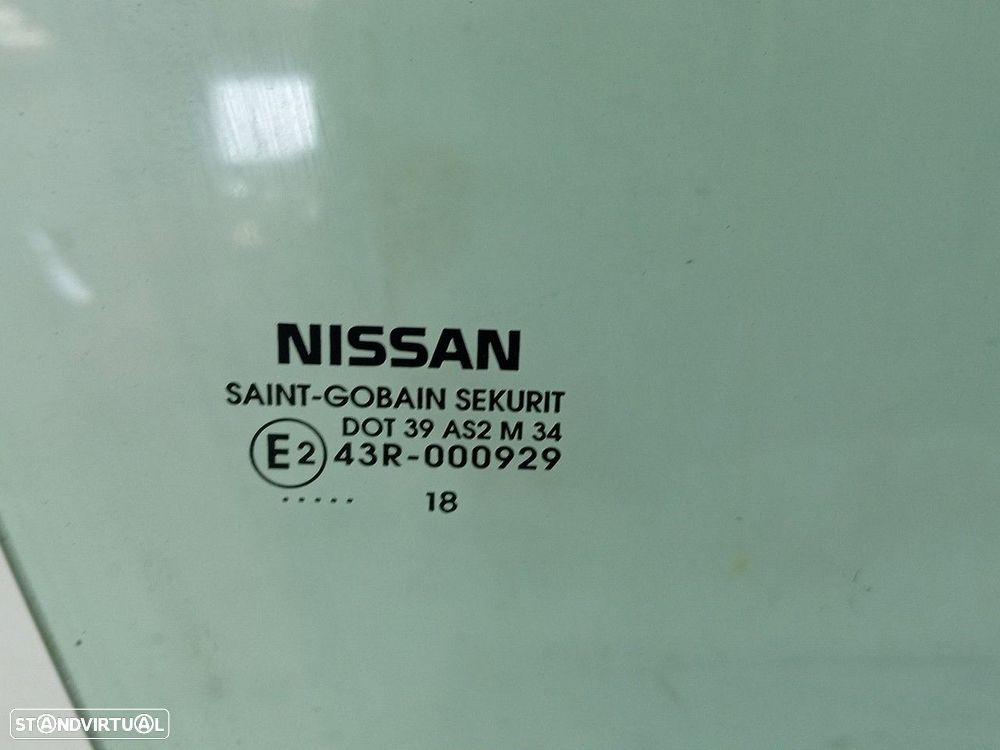 NISSAN
SAINT-GOBAIN SEKURIT
DOT 39 AS2 M 34
E2 43R-000929
..... 18
STANDVIRTUAL